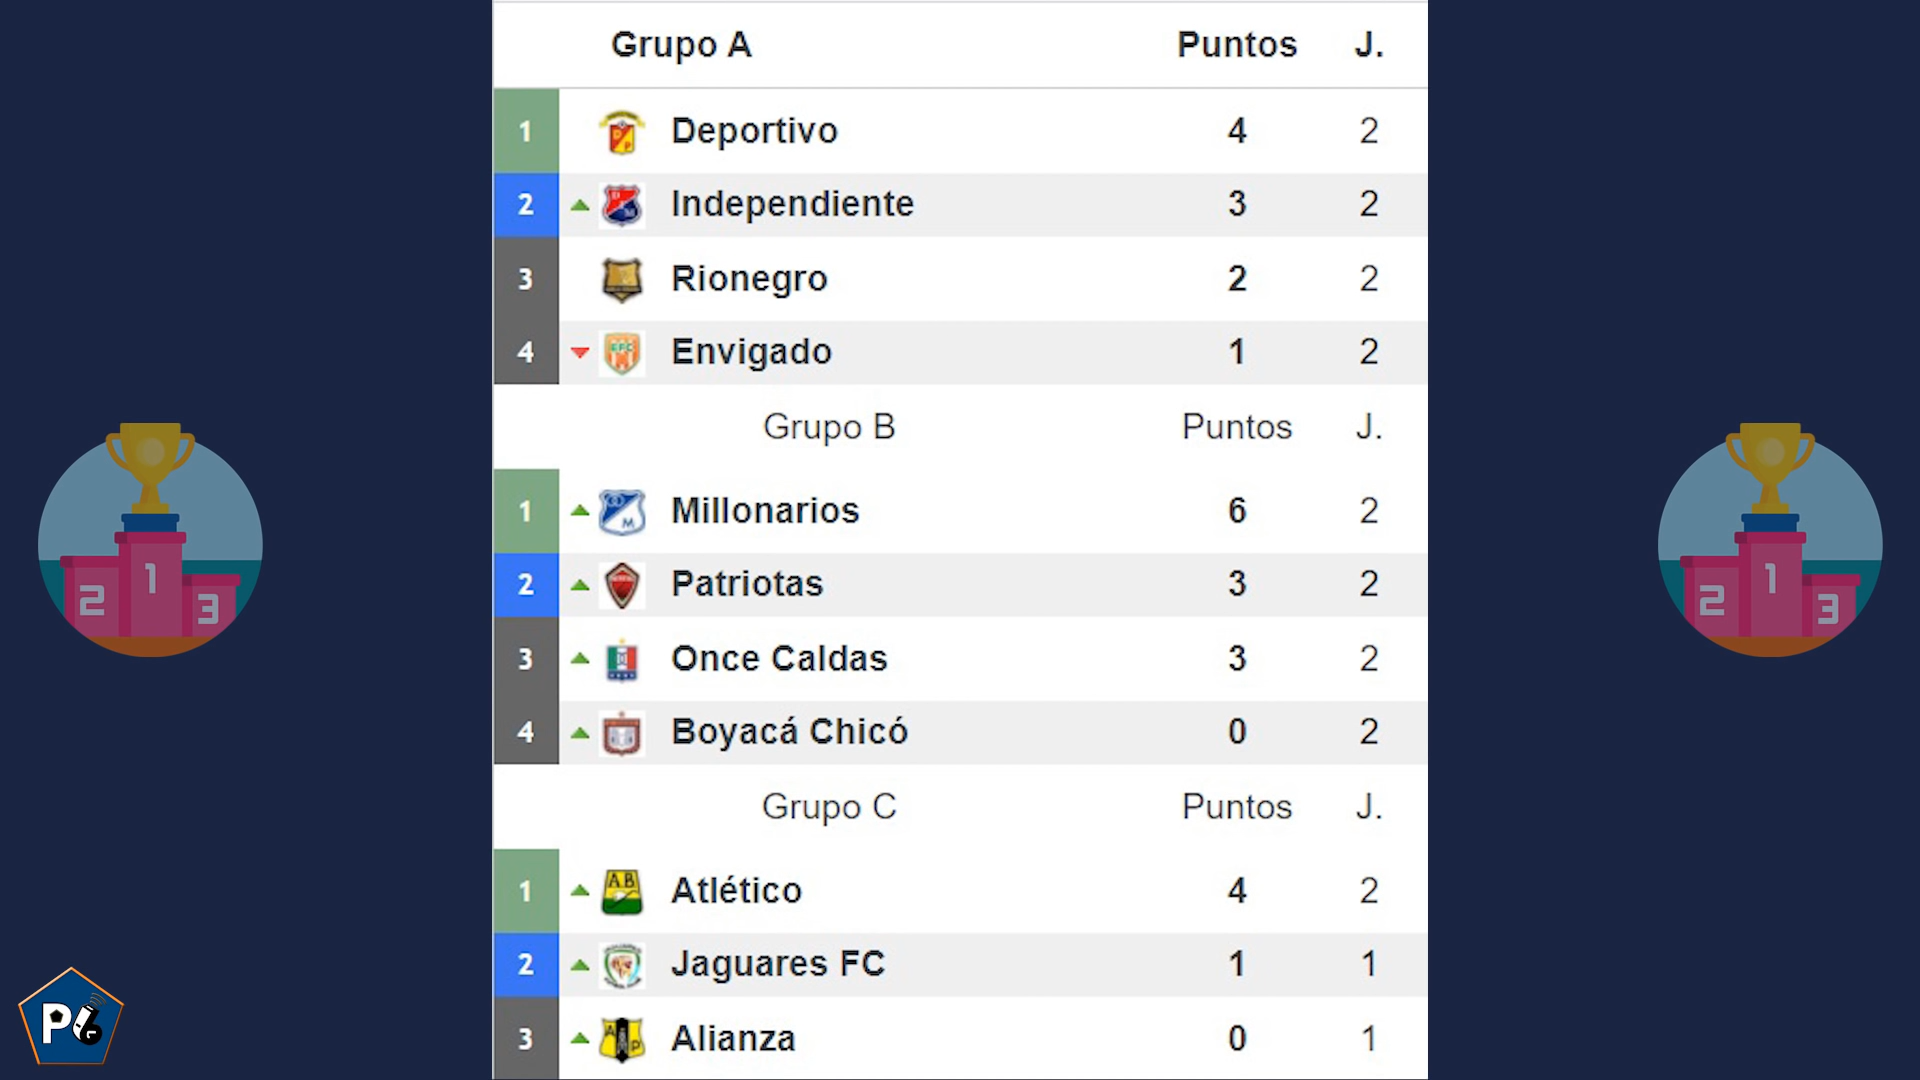 Grupo A Puntos J.
1 Deportivo 4 2
2 Independiente 3 2
3 Rionegro 2 2
4 Envigado 1 2
Grupo B Puntos J.
1 Millonarios 6 2
2 Patriotas 3 2
3 Once Caldas 3 2
4 Boyacá Chicó 0 2
Grupo C Puntos J.
1 Atlético 4 2
2 Jaguares FC 1 1
3 Alianza 0 1
2 1 3
2 1 3
P6